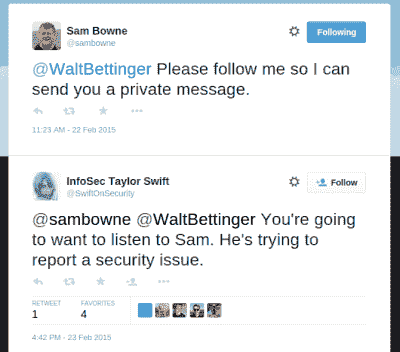 Sam Bowne
@sambowne
Following
@WaltBettinger Please follow me so I can
send you a private message.
11:23 AM - 22 Feb 2015
InfoSec Taylor Swift
@SwiftOnSecurity
Follow
@sambowne @WaltBettinger You're going
to want to listen to Sam. He's trying to
report a security issue.
RETWEET FAVORITES
1 4
4:42 PM - 23 Feb 2015